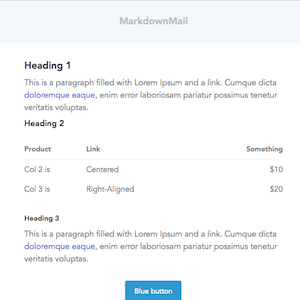 MarkdownMail
Heading 1
This is a paragraph filled with Lorem Ipsum and a link. Cumque dicta
doloremque eaque, enim error laboriosam pariatur possimus tenetur
veritatis voluptas.
Heading 2
Product Link Something
Col 2 is Centered $10
Col 3 is Right-Aligned $20
Heading 3
This is a paragraph filled with Lorem Ipsum and a link. Cumque dicta
doloremque eaque, enim error laboriosam pariatur possimus tenetur
veritatis voluptas.
Blue button